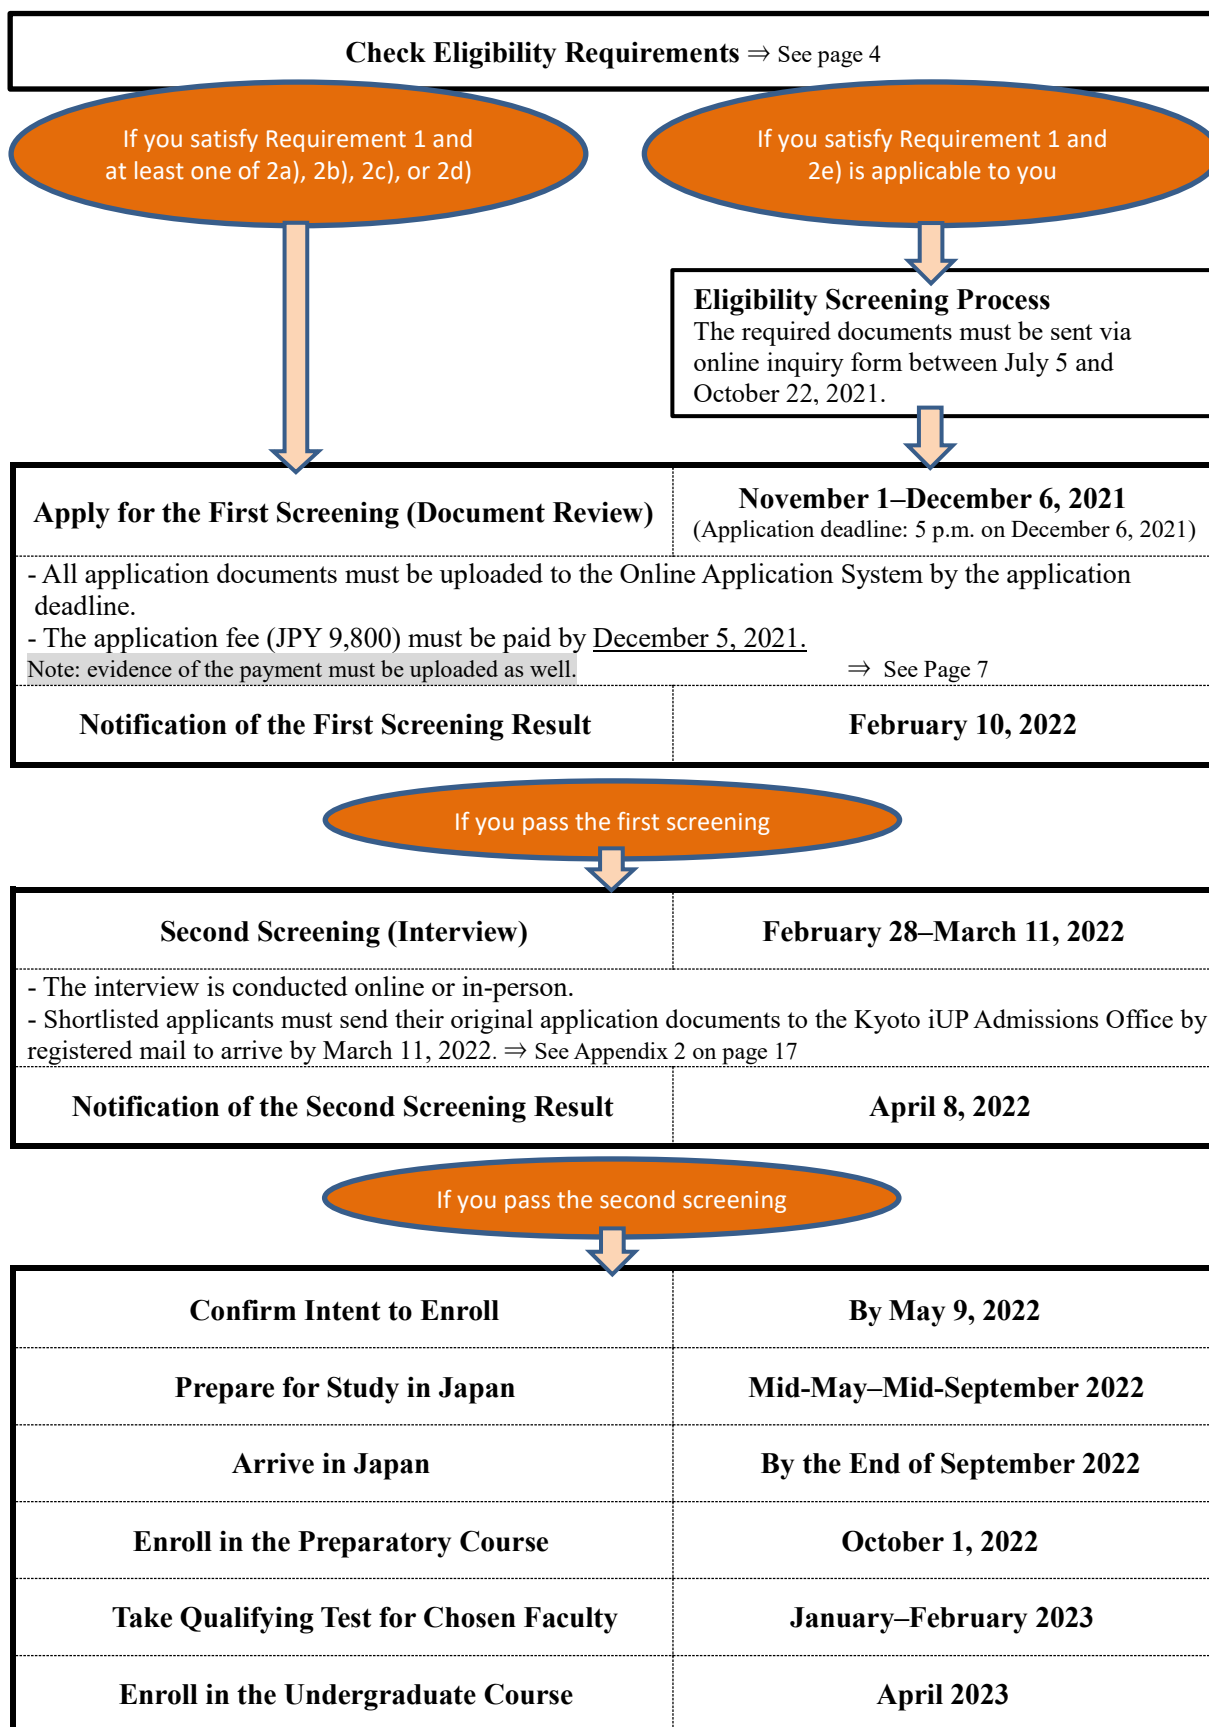 Check Eligibility Requirements ⇒ See page 4
If you satisfy Requirement 1 and
at least one of 2a), 2b), 2c), or 2d)
If you satisfy Requirement 1 and
2e) is applicable to you
Eligibility Screening Process
The required documents must be sent via
online inquiry form between July 5 and
October 22, 2021.
Apply for the First Screening (Document Review)
November 1–December 6, 2021
(Application deadline: 5 p.m. on December 6, 2021)
- All application documents must be uploaded to the Online Application System by the application
deadline.
- The application fee (JPY 9,800) must be paid by December 5, 2021.
Note: evidence of the payment must be uploaded as well. ⇒ See Page 7
Notification of the First Screening Result
February 10, 2022
If you pass the first screening
Second Screening (Interview)
February 28–March 11, 2022
- The interview is conducted online or in-person.
- Shortlisted applicants must send their original application documents to the Kyoto iUP Admissions Office by
registered mail to arrive by March 11, 2022. ⇒ See Appendix 2 on page 17
Notification of the Second Screening Result
April 8, 2022
If you pass the second screening
Confirm Intent to Enroll
By May 9, 2022
Prepare for Study in Japan
Mid-May–Mid-September 2022
Arrive in Japan
By the End of September 2022
Enroll in the Preparatory Course
October 1, 2022
Take Qualifying Test for Chosen Faculty
January–February 2023
Enroll in the Undergraduate Course
April 2023